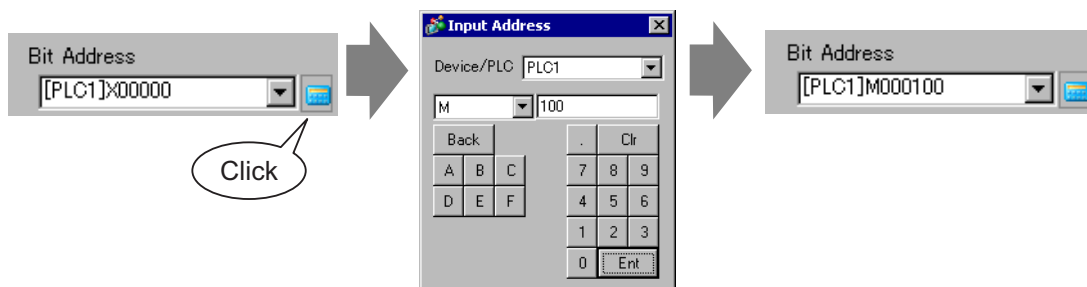 Bit Address
[PLC1]X00000
Click
Input Address
Device/PLC PLC1
M 100
Back . Clr
A B C 7 8 9
D E F 4 5 6
1 2 3
0 Ent
Bit Address
[PLC1]M000100